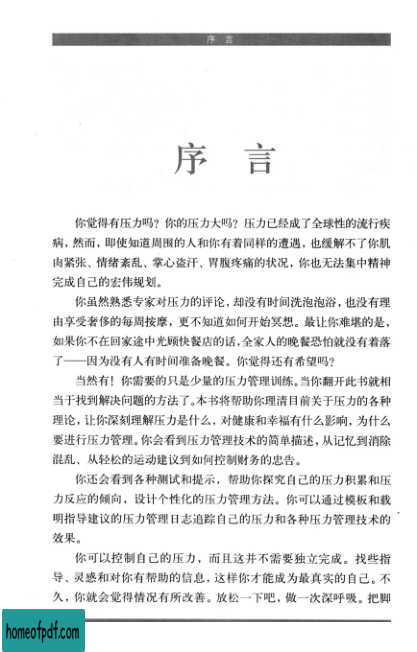 序 言
序 言
你觉得有压力吗？你的压力大吗？压力已经成了全球性的流行疾
病，然而，即使知道周围的人和你有着同样的遭遇，也缓解不了你肌
肉紧张、情绪紊乱、掌心盗汗、胃腹疼痛的状况，你也无法集中精神
完成自己的宏伟规划。
你虽然熟悉专家对压力的评论，却没有时间洗泡泡浴，也没有理
由享受奢侈的每周按摩，更不知道如何开始冥想。最让你难堪的是，
如果你不在回家途中光顾快餐店的话，全家人的晚餐恐怕就没有着落
了——因为没有人有时间准备晚餐。你觉得还有希望吗？
当然有！你需要的只是少量的压力管理训练。当你翻开此书就相
当于找到解决问题的方法了。本书将帮助你理清目前关于压力的各种
理论，让你深刻理解压力是什么，对健康和幸福有什么影响，为什么
要进行压力管理。你会看到压力管理技术的简单描述，从记忆到消除
混乱、从轻松的运动建议到如何控制财务的忠告。
你还会看到各种测试和提示，帮助你探究自己的压力积累和压
力反应的倾向，设计个性化的压力管理方法。你可以通过模板和载
明指导建议的压力管理日志追踪自己的压力和各种压力管理技术的
效果。
你可以控制自己的压力，而且这并不需要独立完成。找些指
导、灵感和对你有帮助的信息，这样你才能成为最真实的自己。不
久，你就会觉得情况有所改善。放松一下吧，做一次深呼吸。把脚
homeofpdf.com